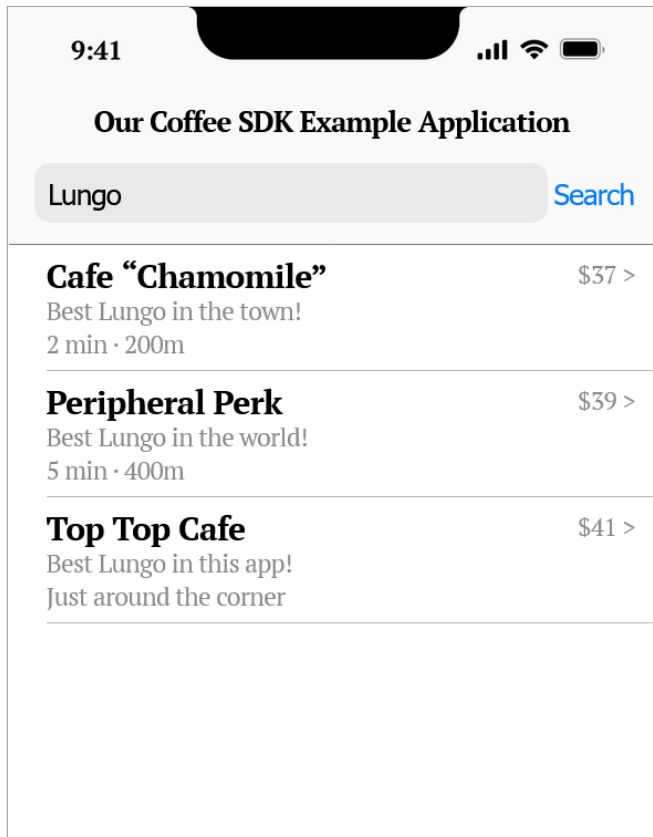 9:41
Our Coffee SDK Example Application
Lungo Search
Cafe “Chamomile” $37 >
Best Lungo in the town!
2 min · 200m
Peripheral Perk $39 >
Best Lungo in the world!
5 min · 400m
Top Top Cafe $41 >
Best Lungo in this app!
Just around the corner